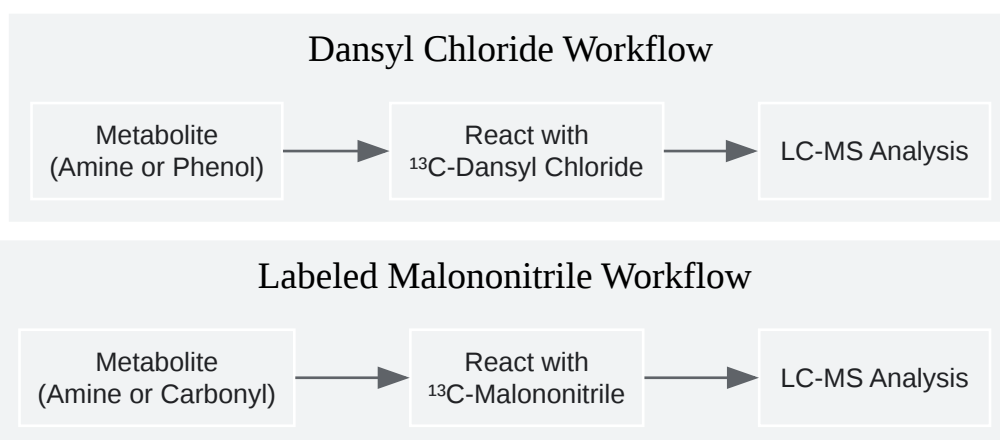 Dansyl Chloride Workflow
Metabolite
(Amine or Phenol)
React with
¹³C-Dansyl Chloride
LC-MS Analysis
Labeled Malononitrile Workflow
Metabolite
(Amine or Carbonyl)
React with
¹³C-Malononitrile
LC-MS Analysis